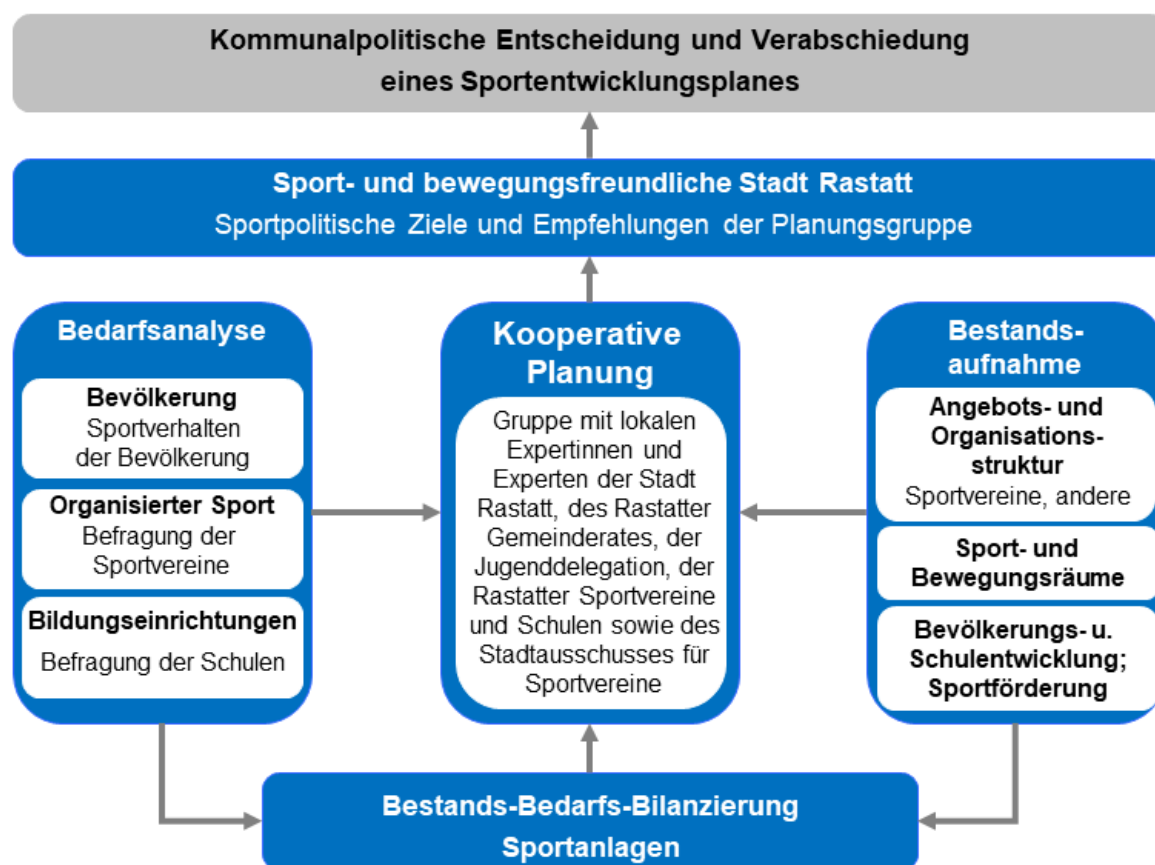 Kommunalpolitische Entscheidung und Verabschiedung
eines Sportentwicklungsplanes
Sport- und bewegungsfreundliche Stadt Rastatt
Sportpolitische Ziele und Empfehlungen der Planungsgruppe
Bedarfsanalyse
Bevölkerung
Sportverhalten
der Bevölkerung
Organisierter Sport
Befragung der
Sportvereine
Bildungseinrichtungen
Befragung der Schulen
Kooperative
Planung
Gruppe mit lokalen
Expertinnen und
Experten der Stadt
Rastatt, des Rastatter
Gemeinderates, der
Jugenddelegation, der
Rastatter Sportvereine
und Schulen sowie des
Stadtausschusses für
Sportvereine
Bestands-
aufnahme
Angebots- und
Organisations-
struktur
Sportvereine, andere
Sport- und
Bewegungsräume
Bevölkerungs- u.
Schulentwicklung;
Sportförderung
Bestands-Bedarfs-Bilanzierung
Sportanlagen